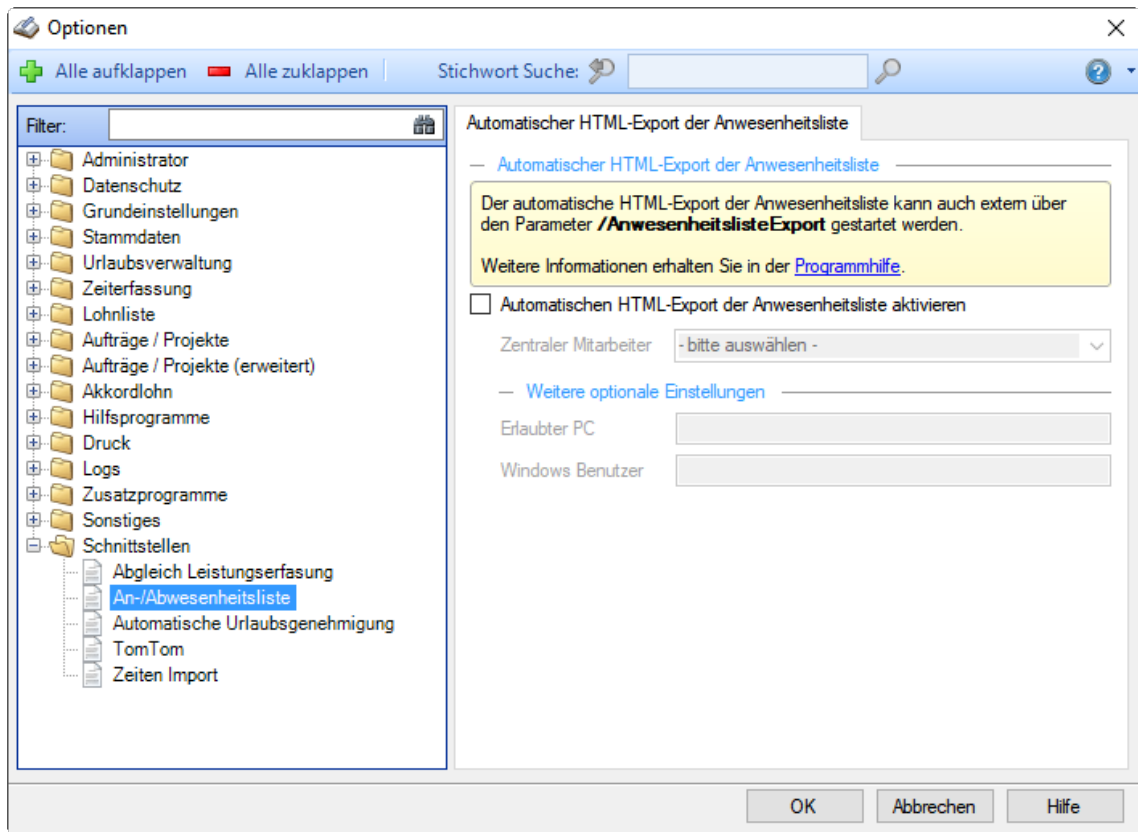 Optionen
Alle aufklappen Alle zuklappen Stichwort Suche:
Filter:
Administrator
Datenschutz
Grundeinstellungen
Stammdaten
Urlaubsverwaltung
Zeiterfassung
Lohnliste
Aufträge / Projekte
Aufträge / Projekte (erweitert)
Akkordlohn
Hilfsprogramme
Druck
Logs
Zusatzprogramme
Sonstiges
Schnittstellen
Abgleich Leistungserfasung
An-/Abwesenheitsliste
Automatische Urlaubsgenehmigung
TomTom
Zeiten Import
Automatischer HTML-Export der Anwesenheitsliste
Automatischer HTML-Export der Anwesenheitsliste
Der automatische HTML-Export der Anwesenheitsliste kann auch extern über
den Parameter /AnwesenheitslisteExport gestartet werden.
Weitere Informationen erhalten Sie in der Programmhilfe.
Automatischen HTML-Export der Anwesenheitsliste aktivieren
Zentraler Mitarbeiter - bitte auswählen -
Weitere optionale Einstellungen
Erlaubter PC
Windows Benutzer
OK Abbrechen Hilfe